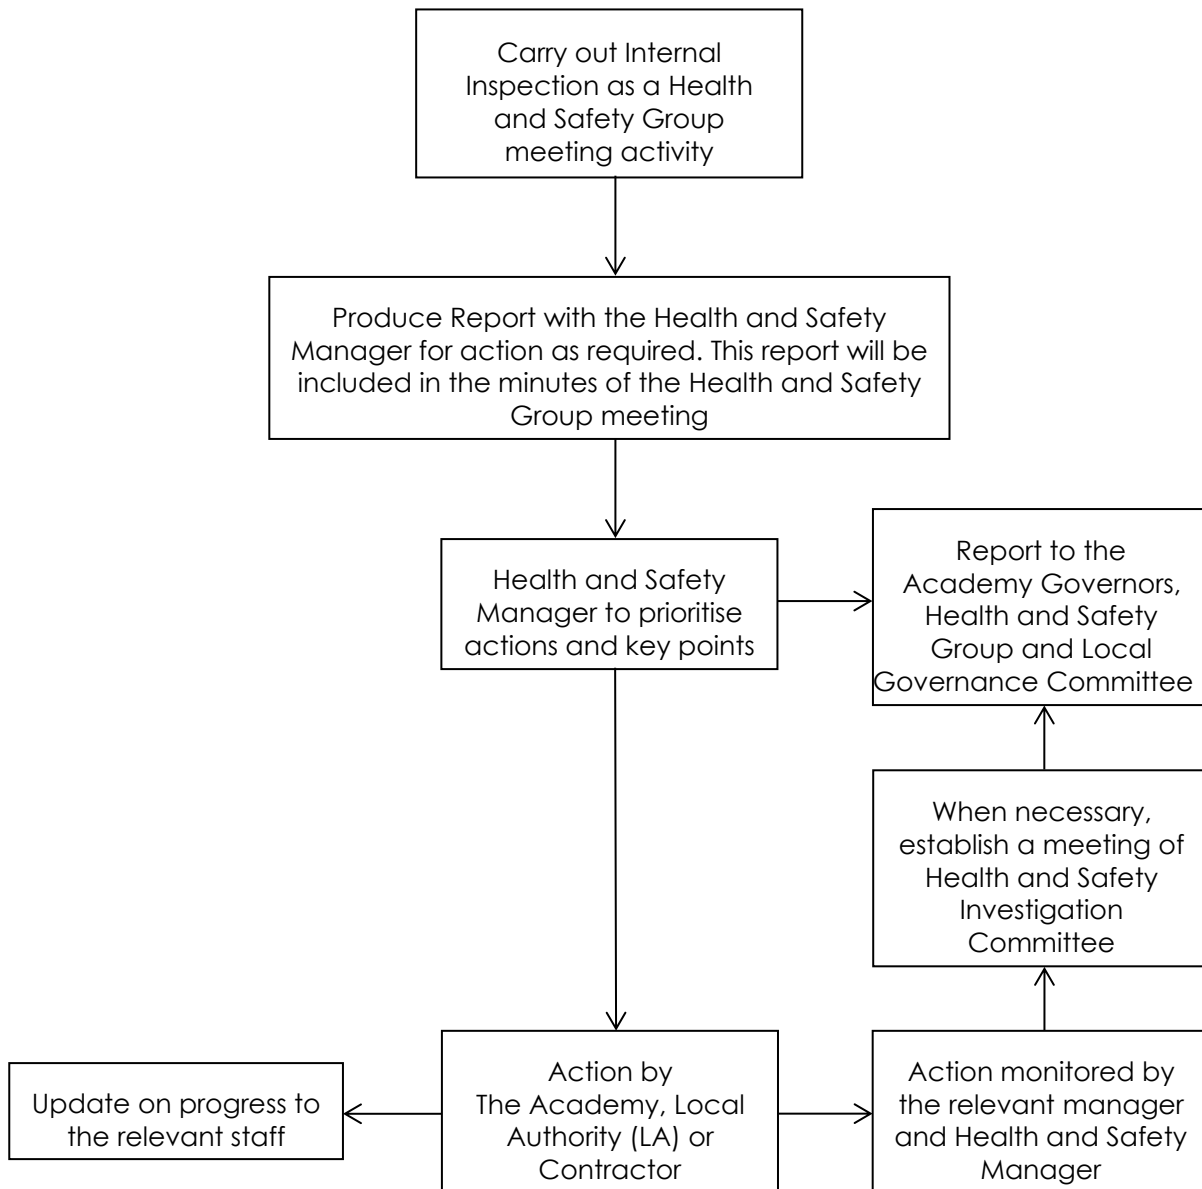 Carry out Internal
Inspection as a Health
and Safety Group
meeting activity
Produce Report with the Health and Safety
Manager for action as required. This report will be
included in the minutes of the Health and Safety
Group meeting
Health and Safety
Manager to prioritise
actions and key points
Report to the
Academy Governors,
Health and Safety
Group and Local
Governance Committee
When necessary,
establish a meeting of
Health and Safety
Investigation
Committee
Update on progress to
the relevant staff
Action by
The Academy, Local
Authority (LA) or
Contractor
Action monitored by
the relevant manager
and Health and Safety
Manager